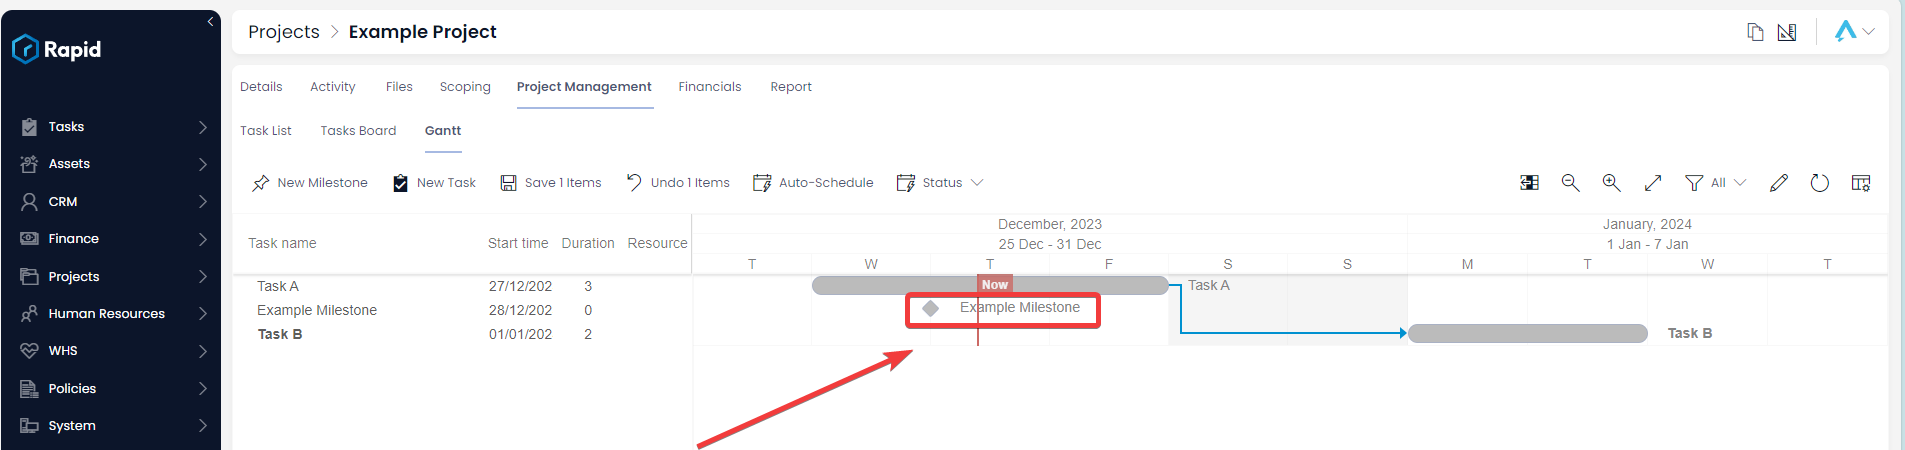 Rapid
Tasks
Assets
CRM
Finance
Projects
Human Resources
WHS
Policies
System
Projects > Example Project
Details Activity Files Scoping Project Management Financials Report
Task List Tasks Board Gantt
New Milestone New Task Save 1 Items Undo 1 Items Auto-Schedule Status All
December, 2023 January, 2024
Task name Start time Duration Resource 25 Dec - 31 Dec 1 Jan - 7 Jan
T W T F S S M T W T
Task A 27/12/202 3 Now Task A
Example Milestone 28/12/202 0 Example Milestone
Task B 01/01/202 2 Task B